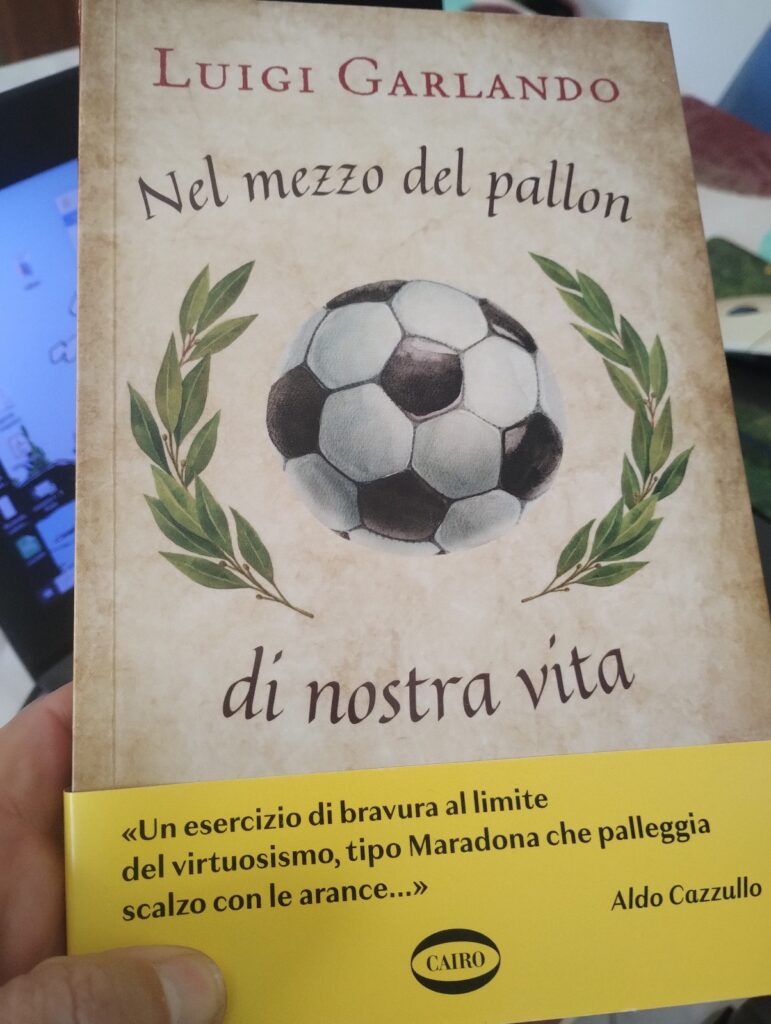 LUIGI GARLANDO
Nel mezzo del pallon
di nostra vita
«Un esercizio di bravura al limite
del virtuosismo, tipo Maradona che palleggia
scalzo con le arance...»
Aldo Cazzullo
CAIRO